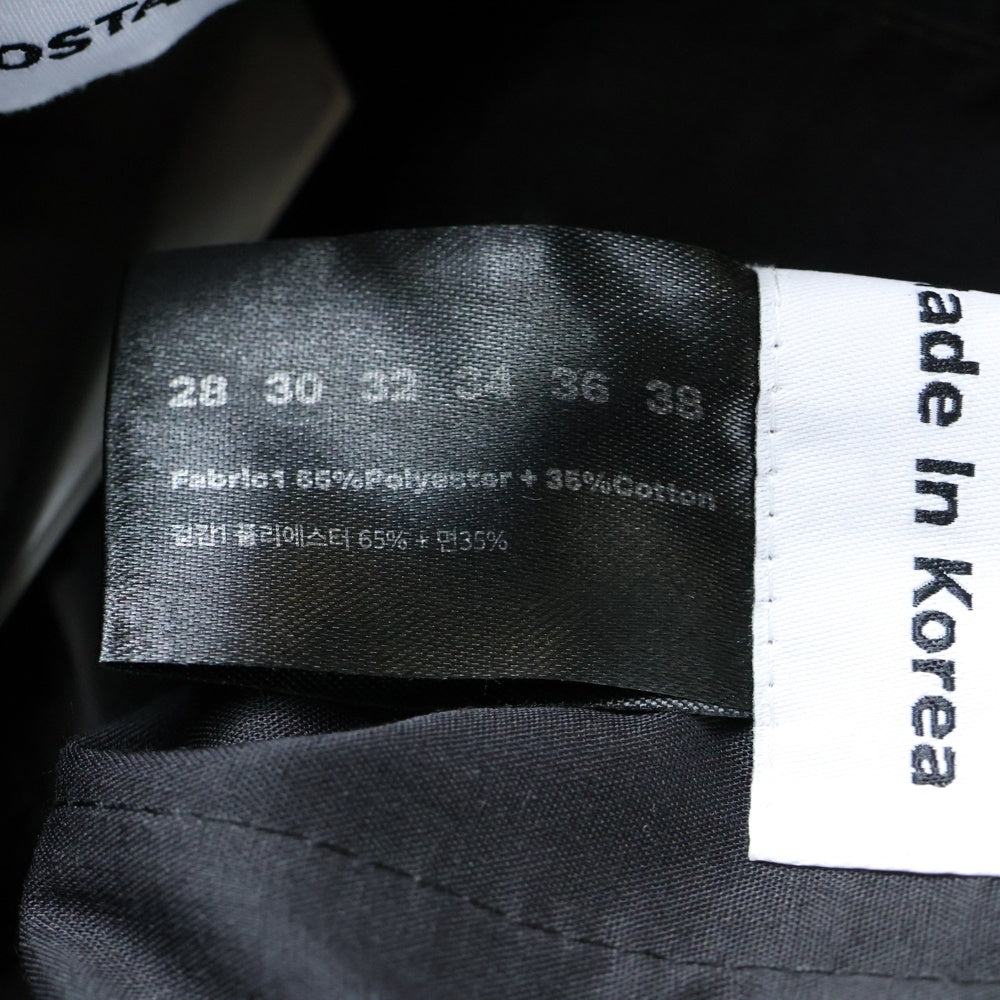 OSTA
28 30 32 34 36 38
Fabric1 65%Polyester + 35%Cotton
겉감1 폴리에스터 65% + 면35%
ade In Korea